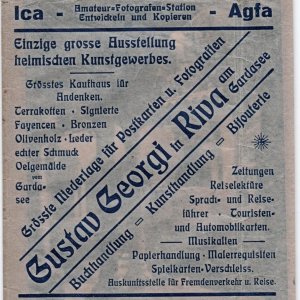 Ica - Amateur-Fotografen-Station - Agfa
Entwickeln und Kopieren
Einzige grosse Ausstellung
heimischen Kunstgewerbes.
Grösstes Kaufhaus für
Andenken.
Terrakotten · Signierte
Fayencen · Bronzen
Olivenholz · Leder
echter Schmuck
Oelgemälde
vom
Garda-
see
Grösste Niederlage für Postkarten u. Fotografien
Gustav Georgi in Riva am
Gardasee
Buchhandlung - Kunsthandlung - Bijouterie
Zeitungen
Reiselektüre
Sprach- und Reise-
führer · Touristen-
und Automobilkarten.
Musikalien
Papierhandlung · Malerrequisiten
Spielkarten-Verschleiss.
Auskunftsstelle für Fremdenverkehr u. Reise.